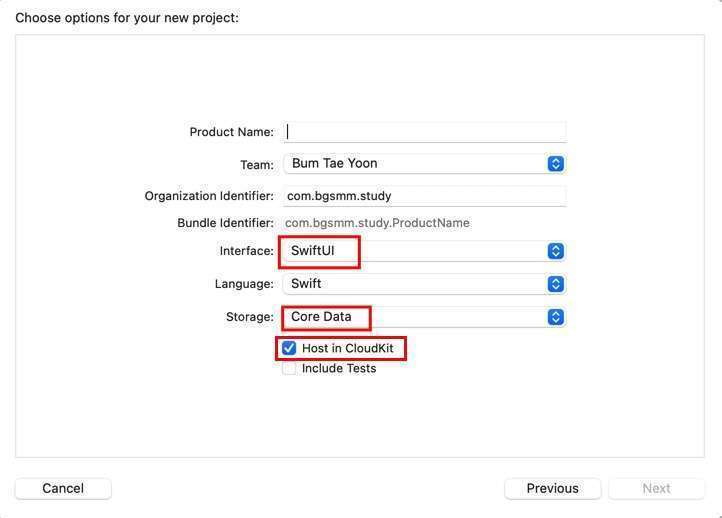 Choose options for your new project:
Product Name:
Team: Bum Tae Yoon
Organization Identifier: com.bgsmm.study
Bundle Identifier: com.bgsmm.study.ProductName
Interface: SwiftUI
Language: Swift
Storage: Core Data
Host in CloudKit
Include Tests
Cancel Previous Next